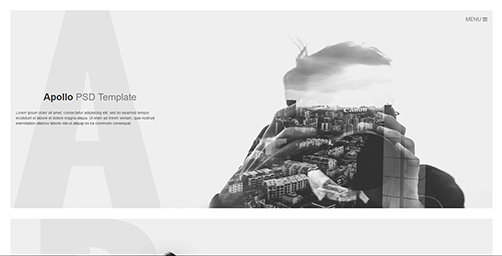 MENU
A
Apollo PSD Template
Lorem ipsum dolor sit amet, consectetur adipiscing elit, sed do eiusmod tempor
incididunt ut labore et dolore magna aliqua. Ut enim ad minim veniam, quis nostrud
exercitation ullamco laboris nisi ut aliquip ex ea commodo consequat.
Canon